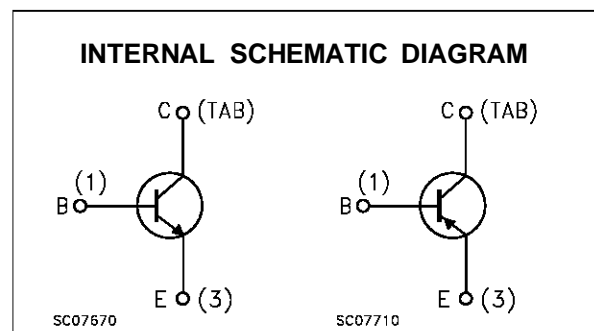 INTERNAL SCHEMATIC DIAGRAM
C (TAB)
C (TAB)
(1)
B
(1)
B
E (3)
E (3)
SC07670
SC07710